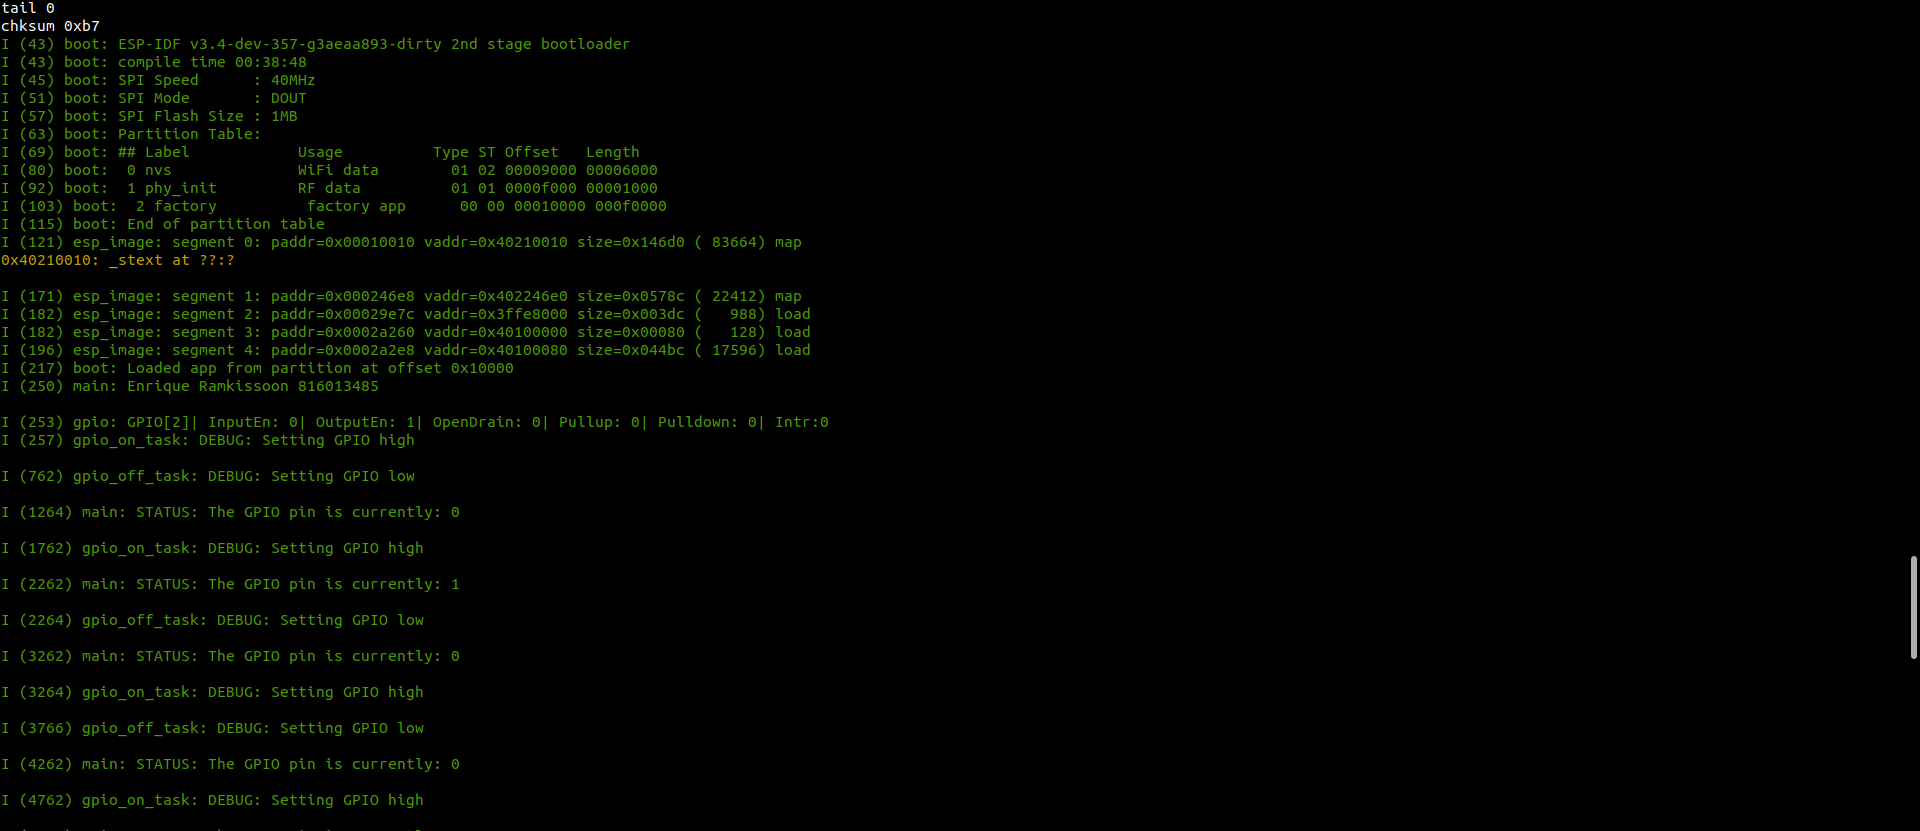 tail 0
chksum 0xb7
I (43) boot: ESP-IDF v3.4-dev-357-g3aeaa893-dirty 2nd stage bootloader
I (43) boot: compile time 00:38:48
I (45) boot: SPI Speed      : 40MHz
I (51) boot: SPI Mode       : DOUT
I (57) boot: SPI Flash Size : 1MB
I (63) boot: Partition Table:
I (69) boot: ## Label            Usage          Type ST Offset   Length
I (80) boot:  0 nvs              WiFi data        01 02 00009000 00006000
I (92) boot:  1 phy_init         RF data          01 01 0000f000 00001000
I (103) boot:  2 factory          factory app      00 00 00010000 000f0000
I (115) boot: End of partition table
I (121) esp_image: segment 0: paddr=0x00010010 vaddr=0x40210010 size=0x146d0 ( 83664) map
0x40210010: _stext at ??:?

I (171) esp_image: segment 1: paddr=0x000246e8 vaddr=0x402246e0 size=0x0578c ( 22412) map
I (182) esp_image: segment 2: paddr=0x00029e7c vaddr=0x3ffe8000 size=0x003dc (   988) load
I (182) esp_image: segment 3: paddr=0x0002a260 vaddr=0x40100000 size=0x00080 (   128) load
I (196) esp_image: segment 4: paddr=0x0002a2e8 vaddr=0x40100080 size=0x044bc ( 17596) load
I (217) boot: Loaded app from partition at offset 0x10000
I (250) main: Enrique Ramkissoon 816013485

I (253) gpio: GPIO[2]| InputEn: 0| OutputEn: 1| OpenDrain: 0| Pullup: 0| Pulldown: 0| Intr:0
I (257) gpio_on_task: DEBUG: Setting GPIO high

I (762) gpio_off_task: DEBUG: Setting GPIO low

I (1264) main: STATUS: The GPIO pin is currently: 0

I (1762) gpio_on_task: DEBUG: Setting GPIO high

I (2262) main: STATUS: The GPIO pin is currently: 1

I (2264) gpio_off_task: DEBUG: Setting GPIO low

I (3262) main: STATUS: The GPIO pin is currently: 0

I (3264) gpio_on_task: DEBUG: Setting GPIO high

I (3766) gpio_off_task: DEBUG: Setting GPIO low

I (4262) main: STATUS: The GPIO pin is currently: 0

I (4762) gpio_on_task: DEBUG: Setting GPIO high